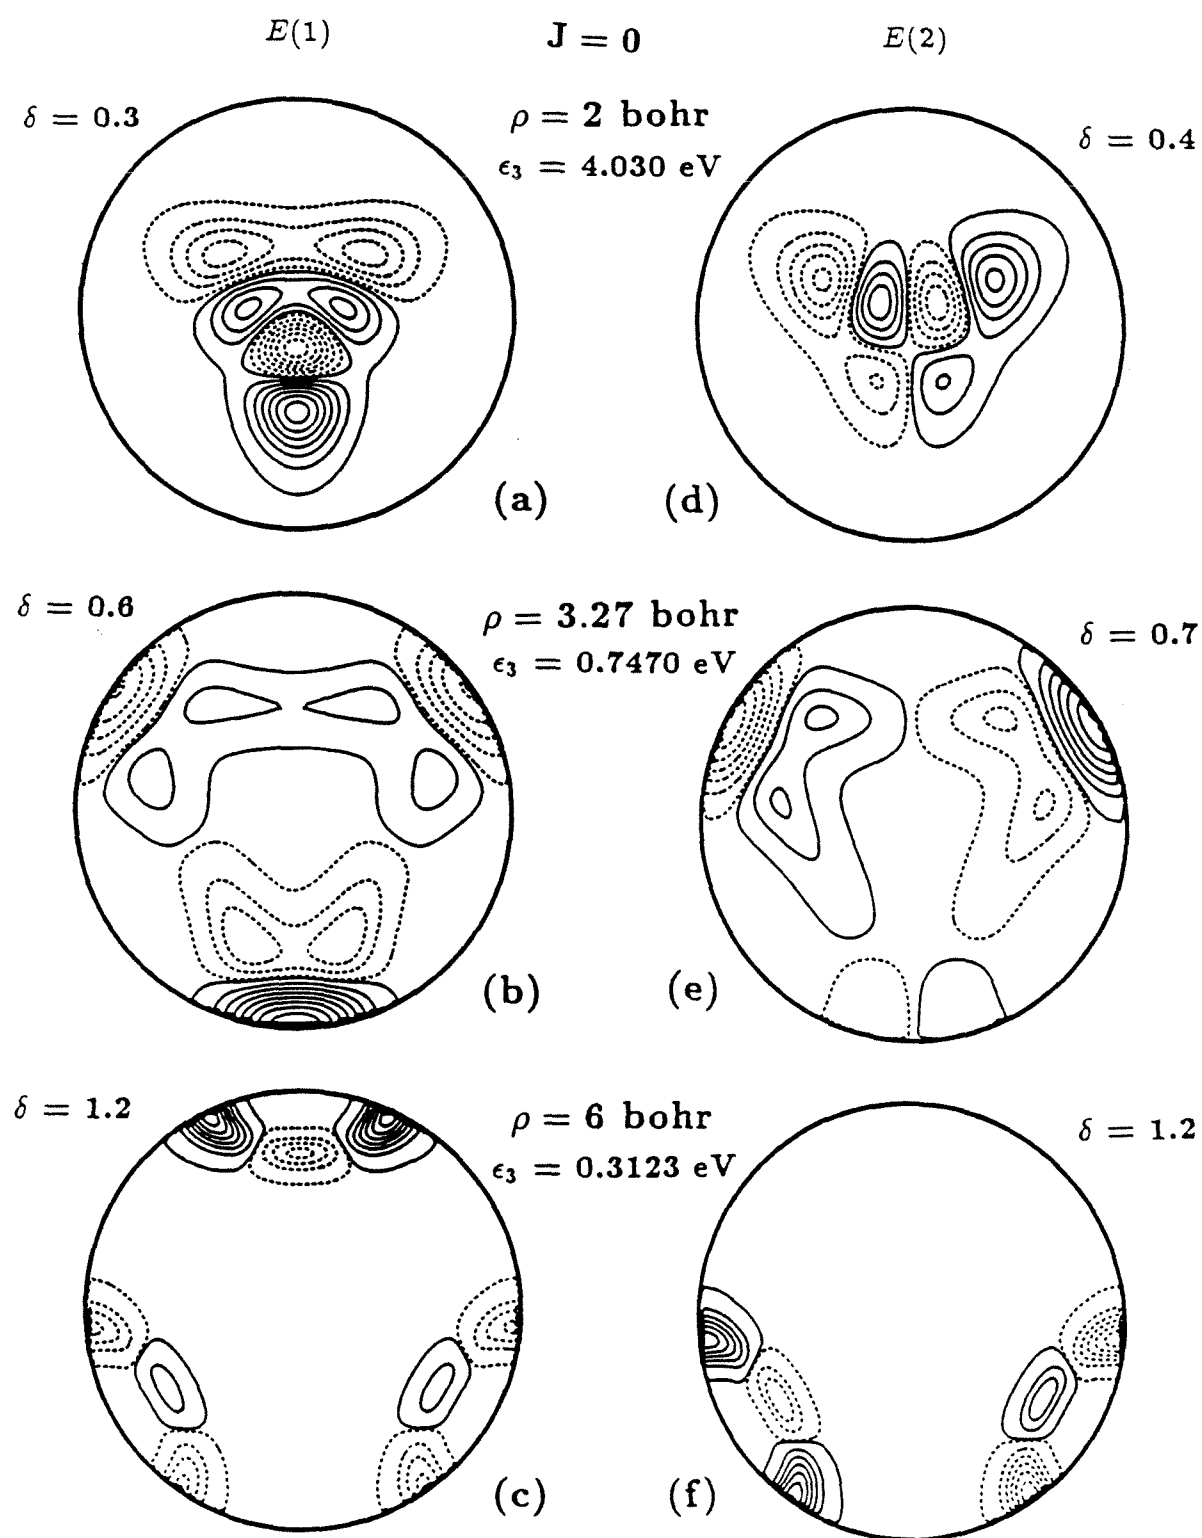 E(1) J = 0 E(2)
δ = 0.3 ρ = 2 bohr δ = 0.4
ϵ₃ = 4.030 eV
(a) (d)
δ = 0.6 ρ = 3.27 bohr δ = 0.7
ϵ₃ = 0.7470 eV
(b) (e)
δ = 1.2 ρ = 6 bohr δ = 1.2
ϵ₃ = 0.3123 eV
(c) (f)